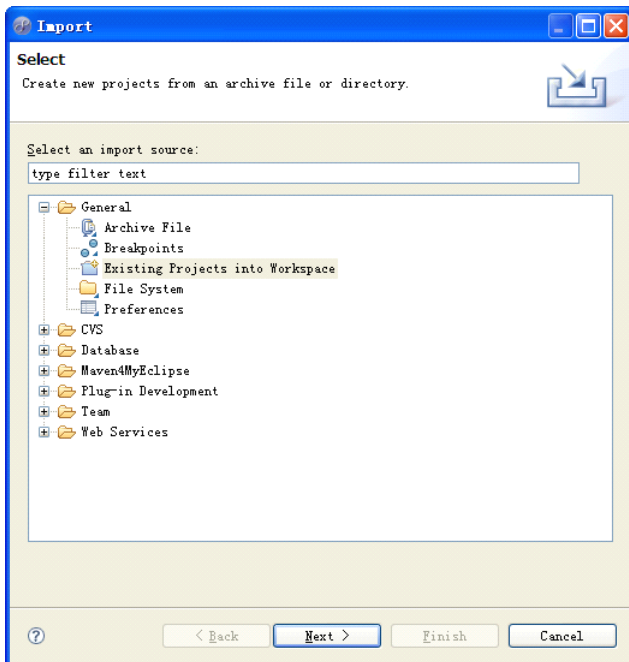 Import
Select
Create new projects from an archive file or directory.
Select an import source:
type filter text
General
Archive File
Breakpoints
Existing Projects into Workspace
File System
Preferences
CVS
Database
Maven4MyEclipse
Plug-in Development
Team
Web Services
< Back Next > Finish Cancel